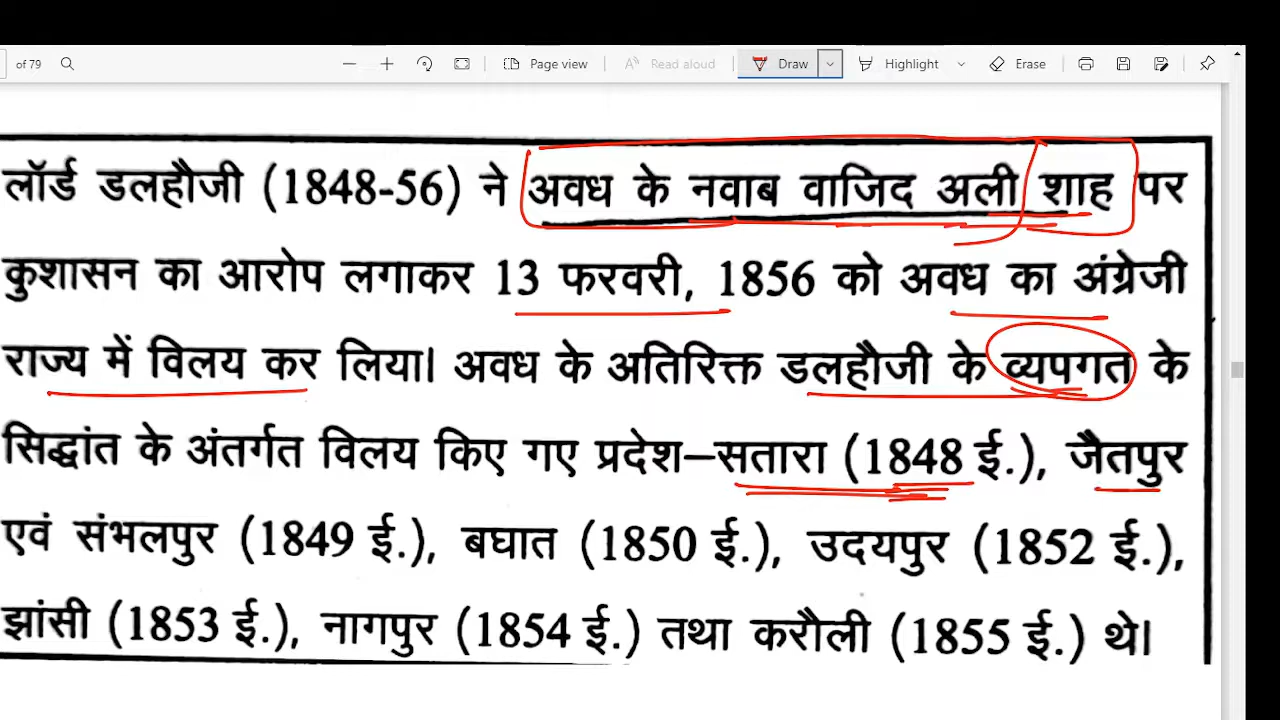 of 79
Page view
Read aloud
Draw
Highlight
Erase
लॉर्ड डलहौजी (1848-56) ने अवध के नवाब वाजिद अली शाह पर
कुशासन का आरोप लगाकर 13 फरवरी, 1856 को अवध का अंग्रेजी
राज्य में विलय कर लिया। अवध के अतिरिक्त डलहौजी के व्यपगत के
सिद्धांत के अंतर्गत विलय किए गए प्रदेश–सतारा (1848 ई.), जैतपुर
एवं संभलपुर (1849 ई.), बघात (1850 ई.), उदयपुर (1852 ई.),
झांसी (1853 ई.), नागपुर (1854 ई.) तथा करौली (1855 ई.) थे।